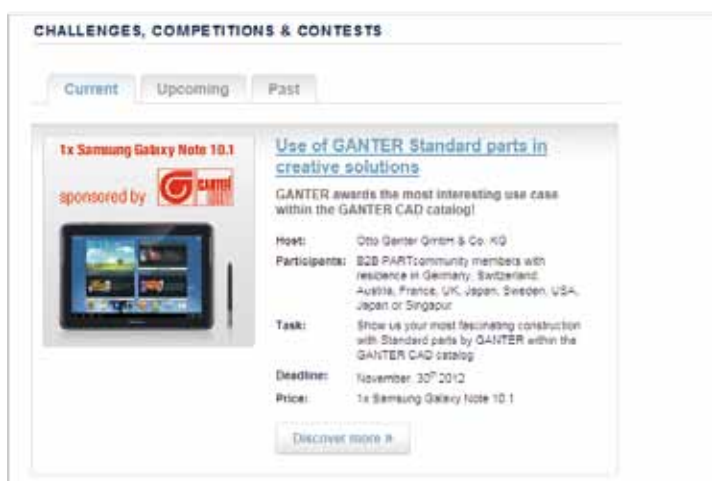 CHALLENGES, COMPETITIONS & CONTESTS
Current Upcoming Past
1x Samsung Galaxy Note 10.1
sponsored by GANTER
Use of GANTER Standard parts in
creative solutions
GANTER awards the most interesting use case
within the GANTER CAD catalog!
Host: Otto Ganter GmbH & Co. KG
Participants: B2B PARTcommunity members with
residence in Germany, Switzerland,
Austria, France, UK, Japan, Sweden, USA,
Japan or Singapur
Task: Show us your most fascinating construction
with Standard parts by GANTER within the
GANTER CAD catalog
Deadline: November, 30th 2012
Price: 1x Samsung Galaxy Note 10.1
Discover more »